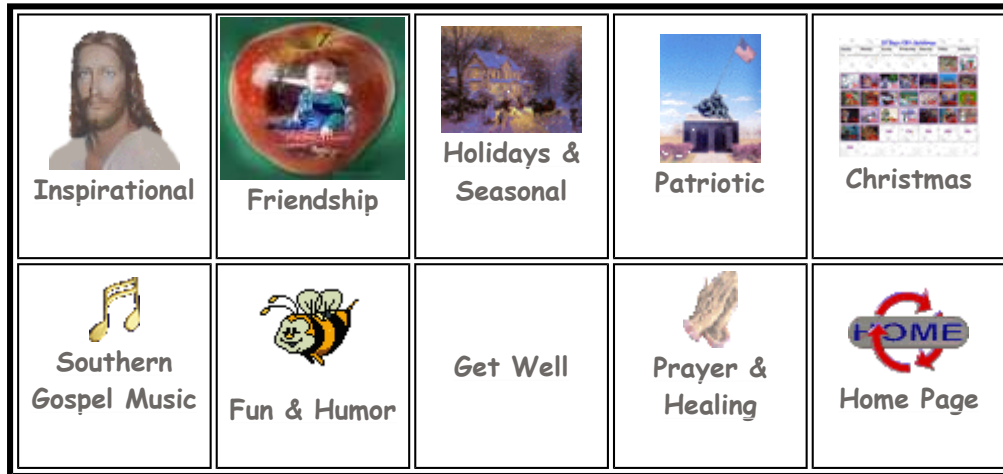 Inspirational
Friendship
Holidays &
Seasonal
Patriotic
Christmas
Southern
Gospel Music
Fun & Humor
Get Well
Prayer &
Healing
HOME
Home Page